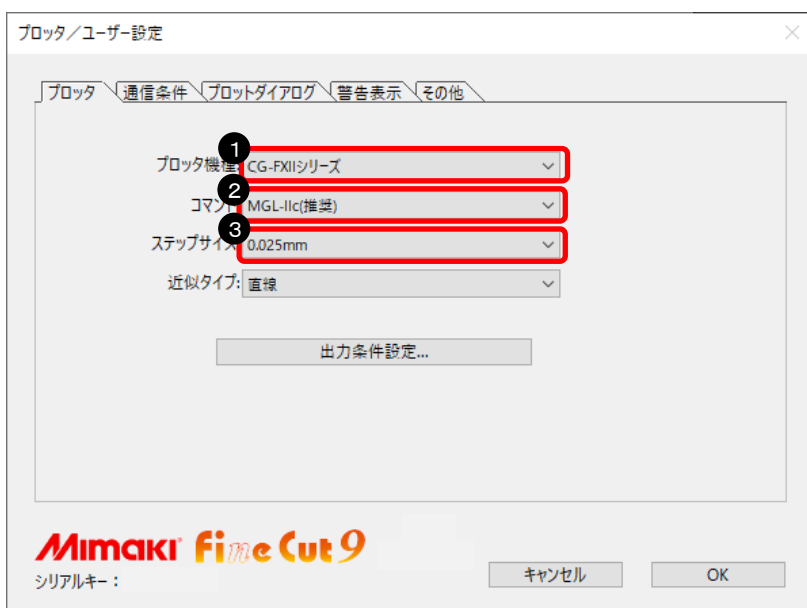 プロッタ/ユーザー設定
プロッタ 通信条件 プロットダイアログ 警告表示 その他
1
プロッタ機種: CG-FXIIシリーズ
2
コマンド: MGL-IIc(推奨)
3
ステップサイズ: 0.025mm
近似タイプ: 直線
出力条件設定...
Mimaki Fine Cut 9
シリアルキー:
キャンセル OK